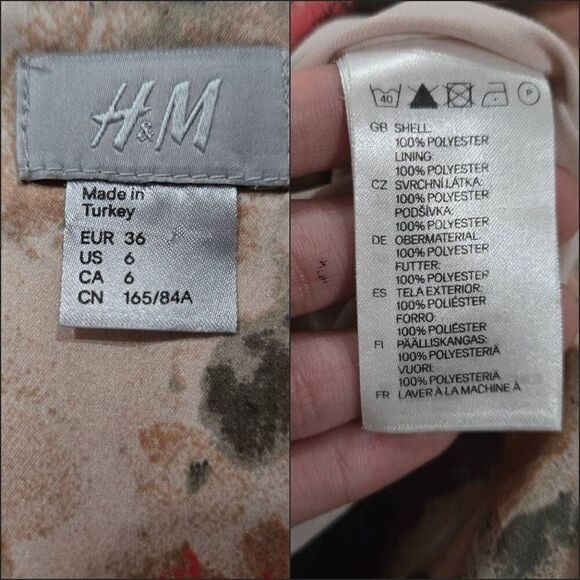 H&M
Made in
Turkey
EUR 36
US 6
CA 6
CN 165/84A
40
P
GB SHELL:
100% POLYESTER
LINING:
100% POLYESTER
CZ SVRCHNÍ LÁTKA:
100% POLYESTER
PODŠÍVKA:
100% POLYESTER
DE OBERMATERIAL:
100% POLYESTER
FUTTER:
100% POLYESTER
ES TELA EXTERIOR:
100% POLIÉSTER
FORRO:
100% POLIÉSTER
FI PÄÄLLISKANGAS:
100% POLYESTERIÄ
VUORI:
100% POLYESTERIÄ
FR LAVER À LA MACHINE À